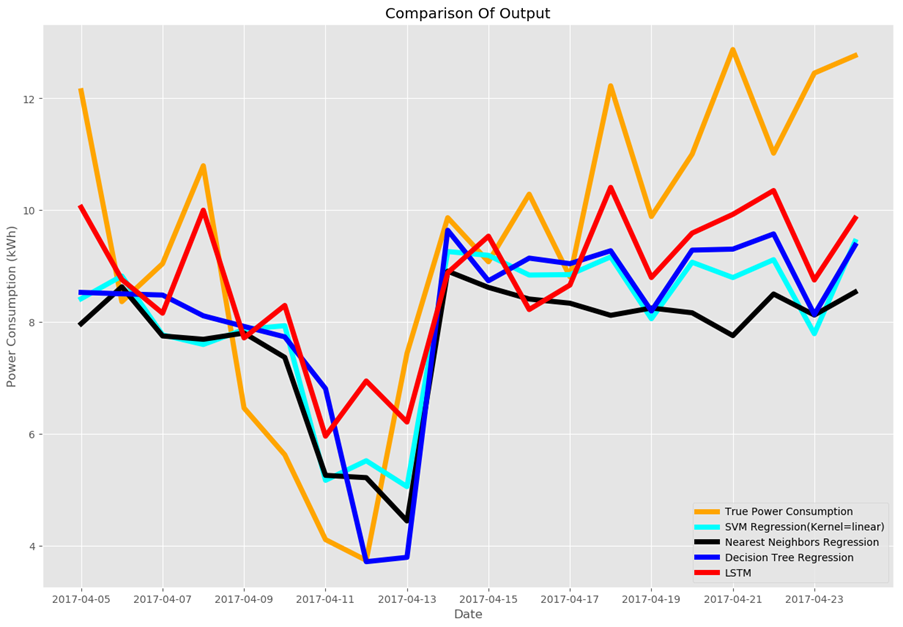 Comparison Of Output
Power Consumption (kWh)
12
10
8
6
4
True Power Consumption
SVM Regression(Kernel=linear)
Nearest Neighbors Regression
Decision Tree Regression
LSTM
2017-04-05 2017-04-07 2017-04-09 2017-04-11 2017-04-13 2017-04-15 2017-04-17 2017-04-19 2017-04-21 2017-04-23
Date